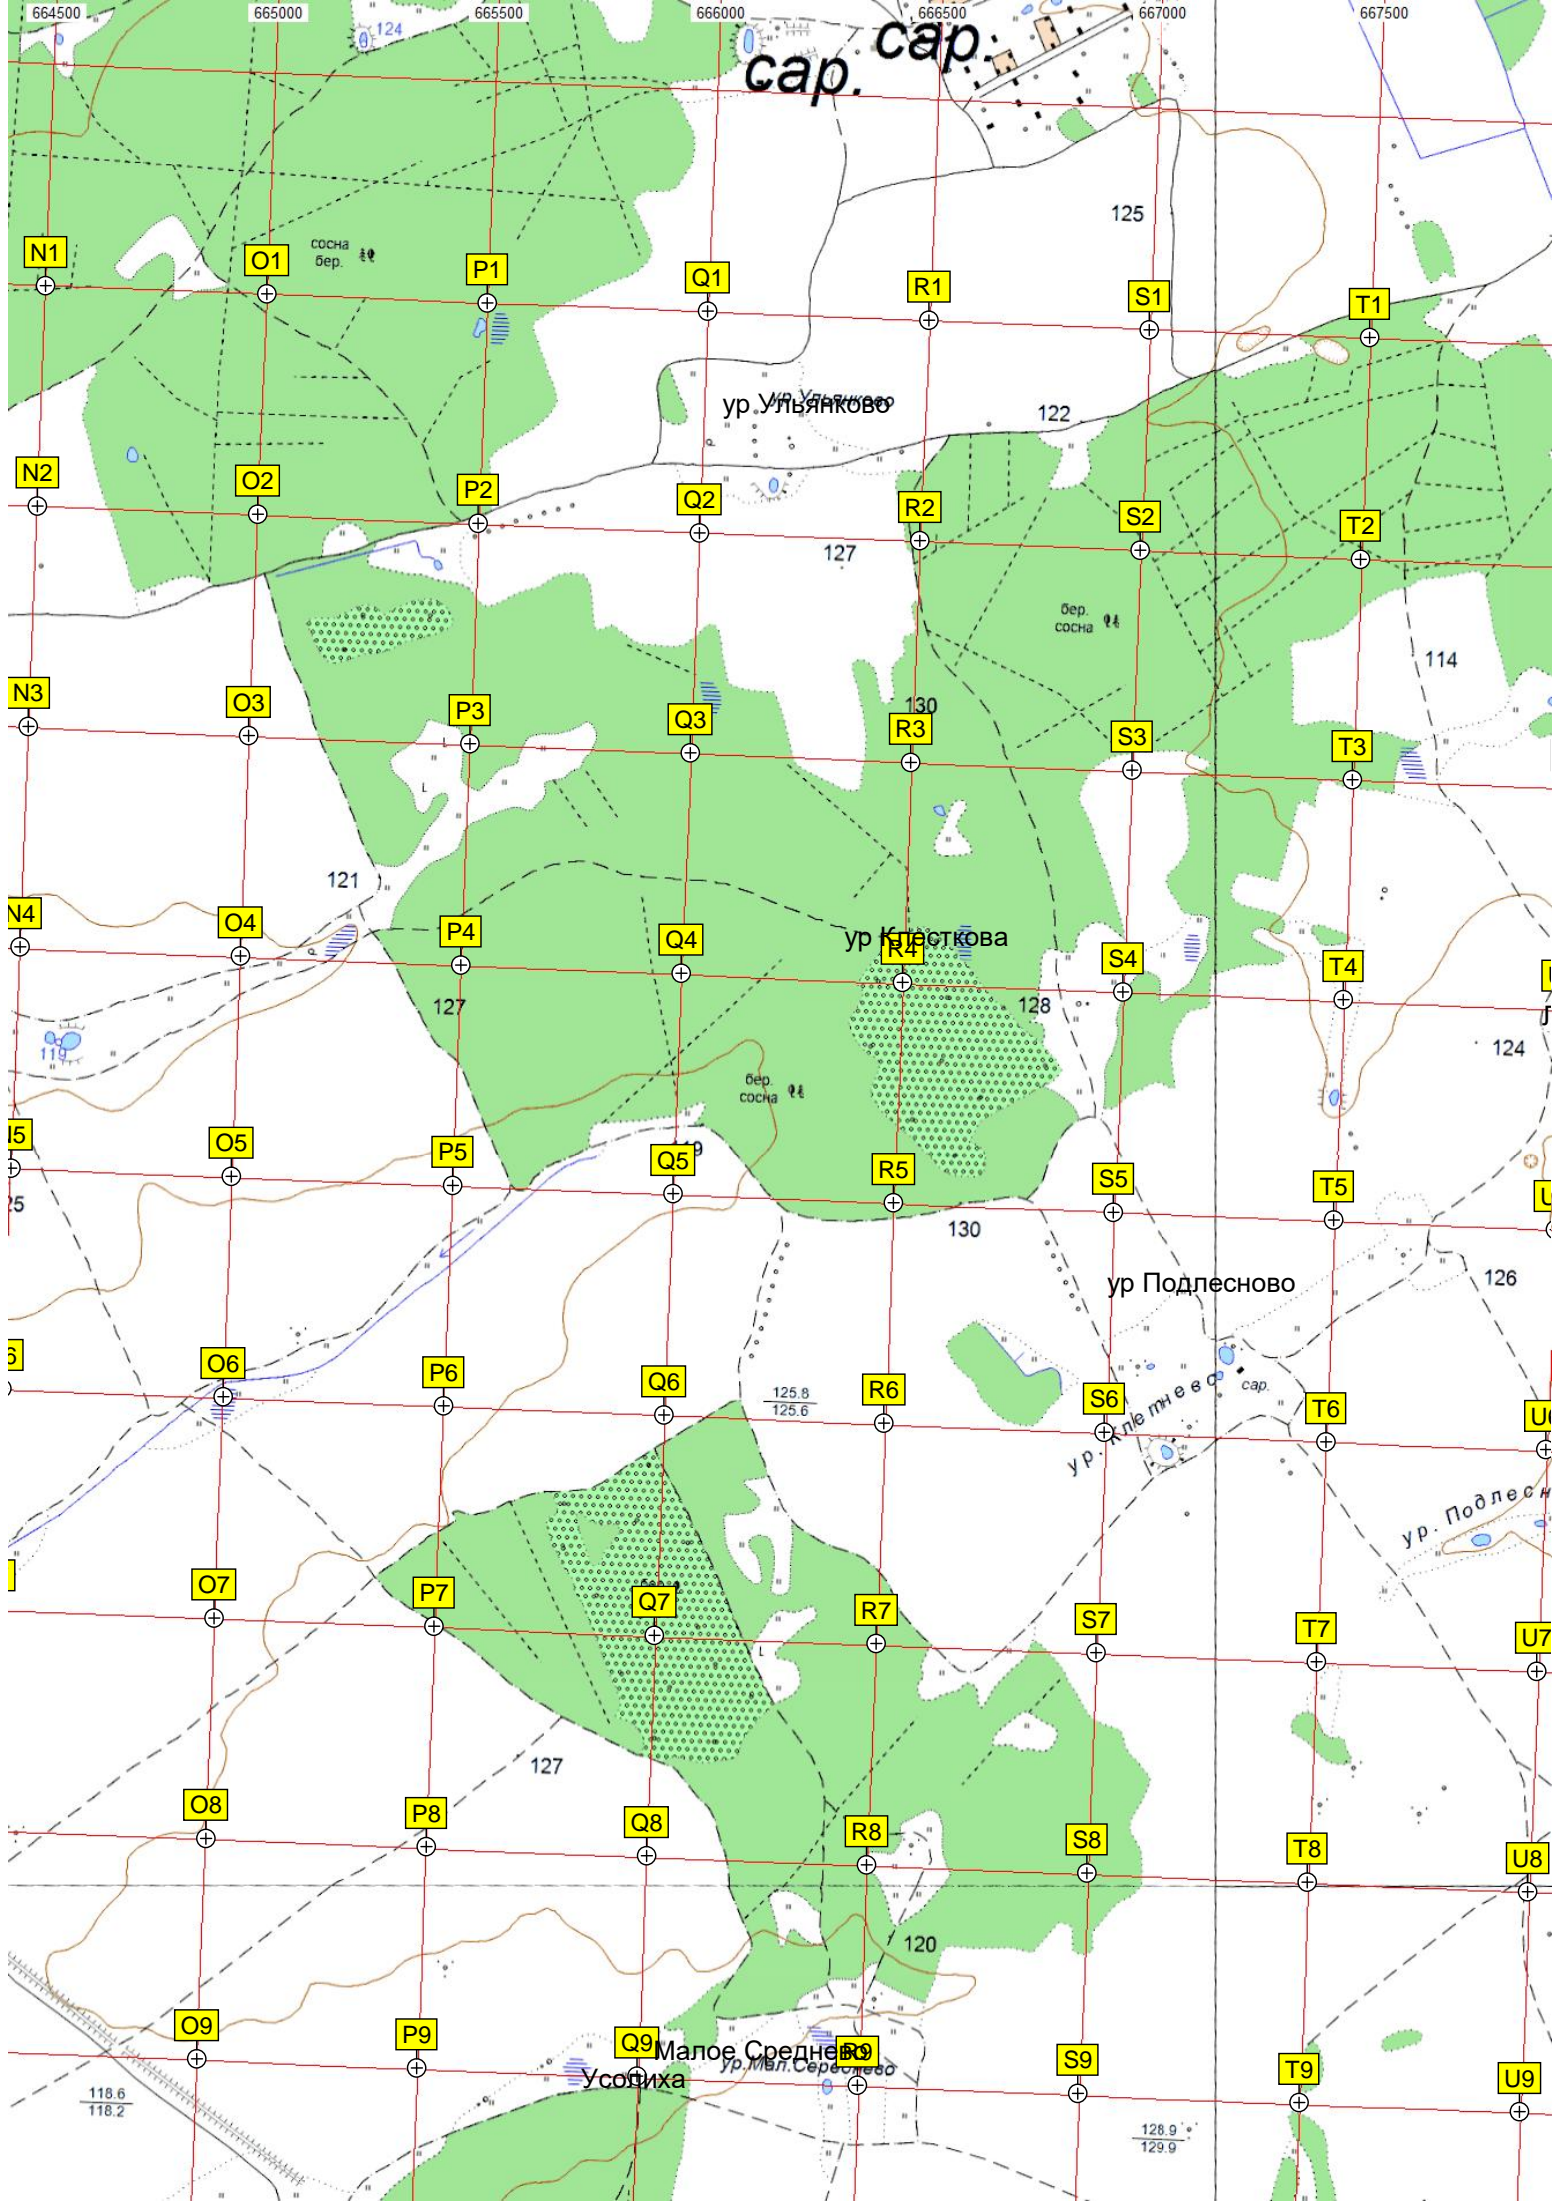 664500 665000 665500 666000 666500 667000 667500
124
сар.
сар.
125
N1 O1 сосна P1 Q1 R1 S1 T1
бер.
ур Ульянково
ур. Ульянково
122
N2 O2 P2 Q2 R2 S2 T2
127
бер.
сосна
114
N3 O3 P3 Q3 130 R3 S3 T3
121
N4 O4 P4 Q4 ур Клесткова R4 S4 T4
127
128
119
124
бер.
сосна
O5 P5 Q5 R5 S5 T5
130
ур Подлесново
126
O6 P6 Q6 R6 S6 T6
125.8
125.6
сар.
ур. Клетнево
ур. Подлесн
O7 P7 Q7 R7 S7 T7 U7
127
O8 P8 Q8 R8 S8 T8 U8
120
O9 P9 Q9 Малое Среднево R9 S9 T9 U9
ур. Мал. Середнево
Усолиха
118.6
118.2
128.9
129.9